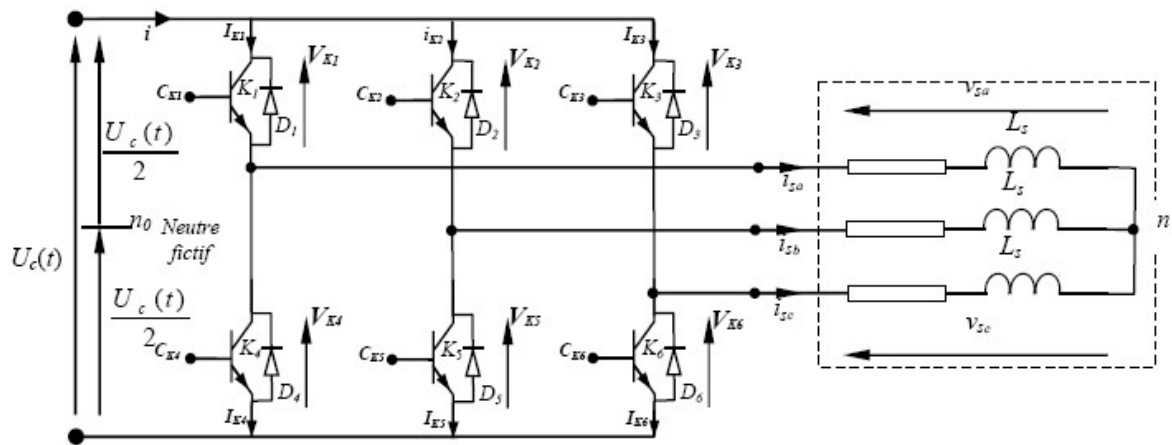 i
I_K1
i_K2
I_K3
V_K1
V_K2
V_K3
C_K1
K_1
D_1
C_K2
K_2
D_2
C_K3
K_3
D_3
v_sa
L_s
U_c(t)
2
i_sa
L_s
n_0 Neutre
fictif
i_sb
n
L_s
U_c(t)
U_c(t)
2
i_sc
v_sc
V_K4
V_K5
V_K6
C_K4
K_4
D_4
C_K5
K_5
D_5
C_K6
K_6
D_6
I_K4
I_K5
I_K6